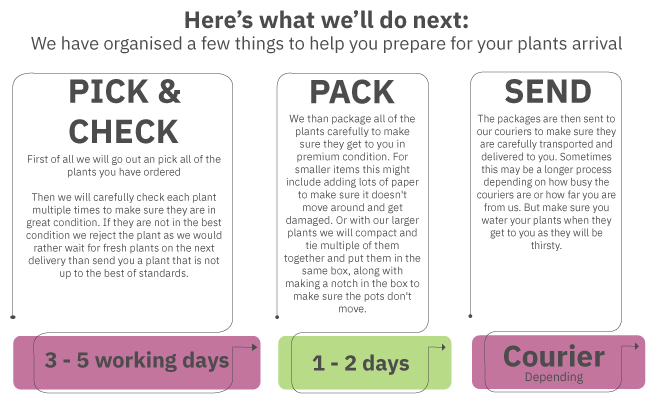 Here's what we'll do next:
We have organised a few things to help you prepare for your plants arrival
PICK &
CHECK
First of all we will go out an pick all of the
plants you have ordered
Then we will carefully check each plant
multiple times to make sure they are in
great condition. If they are not in the best
condition we reject the plant as we would
rather wait for fresh plants on the next
delivery than send you a plant that is not
up to the best of standards.
3 - 5 working days
PACK
We than package all of the
plants carefully to make
sure they get to you in
premium condition. For
smaller items this might
include adding lots of paper
to make sure it doesn't
move around and get
damaged. Or with our larger
plants we will compact and
tie multiple of them
together and put them in the
same box, along with
making a notch in the box to
make sure the pots don't
move.
1 - 2 days
SEND
The packages are then sent to
our couriers to make sure they
are carefully transported and
delivered to you. Sometimes
this may be a longer process
depending on how busy the
couriers are or how far you are
from us. But make sure you
water your plants when they
get to you as they will be
thirsty.
Courier
Depending